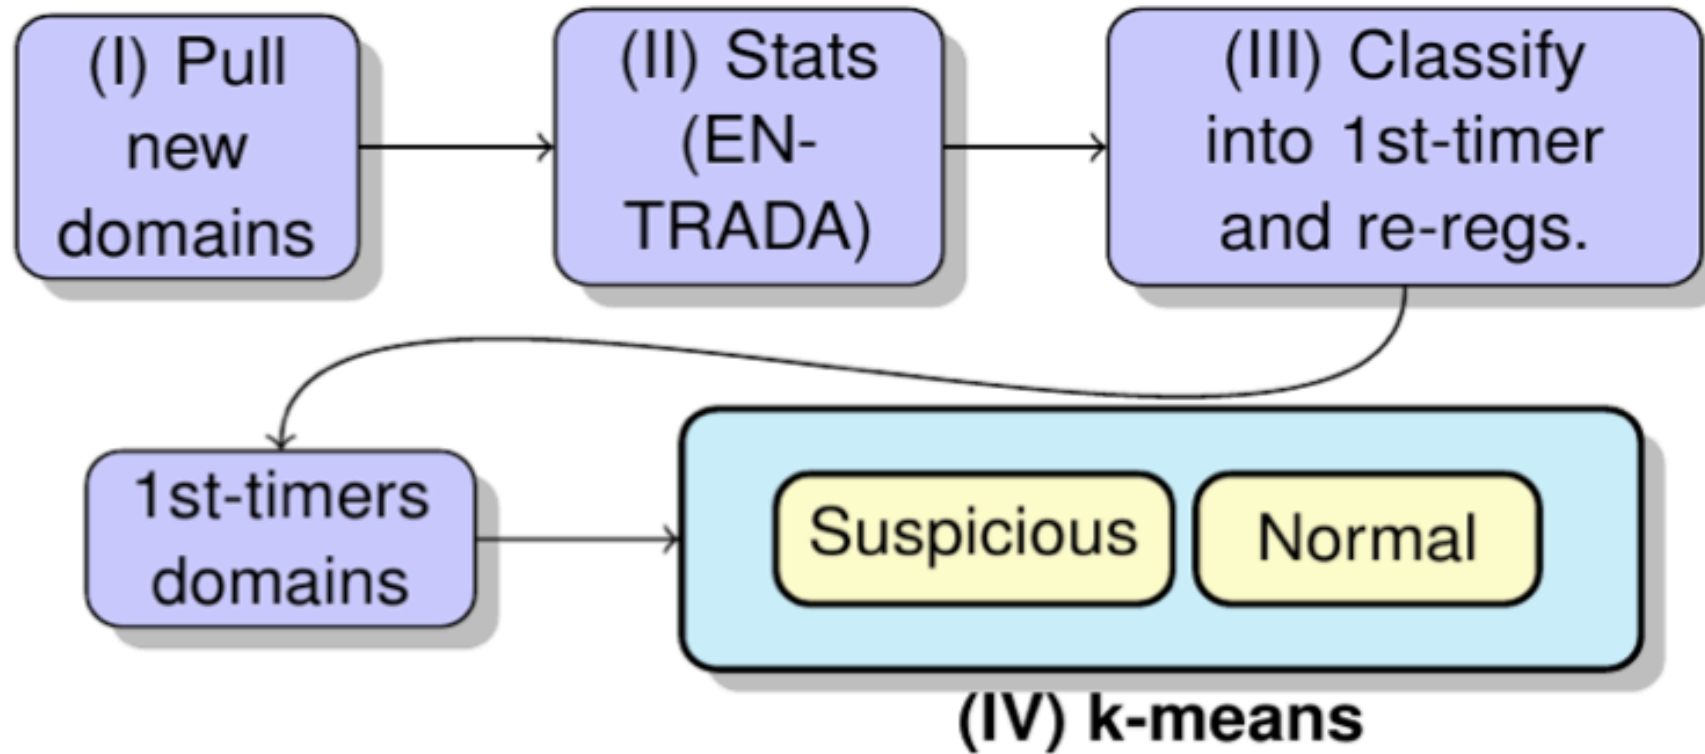 (I) Pull
new
domains
(II) Stats
(EN-
TRADA)
(III) Classify
into 1st-timer
and re-regs.
1st-timers
domains
Suspicious
Normal
(IV) k-means